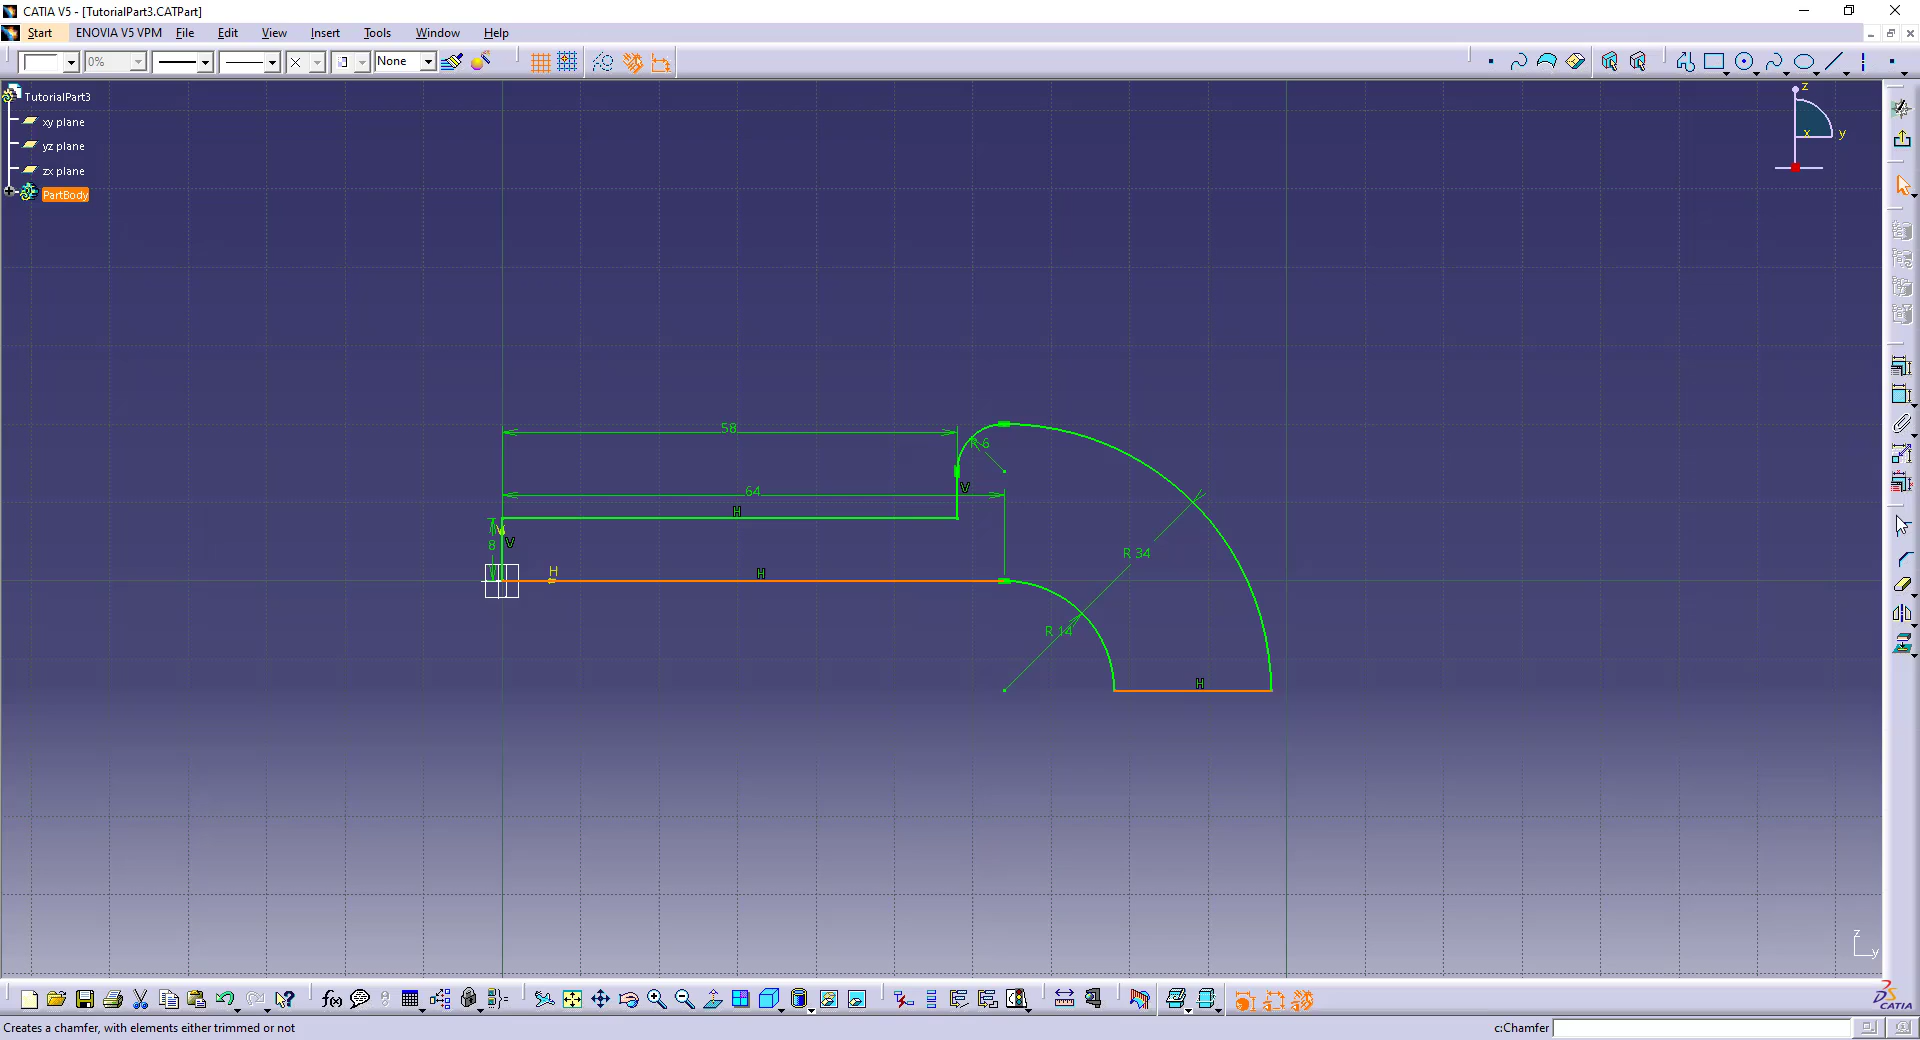 CATIA V5 - [TutorialPart3.CATPart]
Start ENOVIA V5 VPM File Edit View Insert Tools Window Help
0% None
TutorialPart3
xy plane
yz plane
zx plane
PartBody
z
x y
58
R 6
64
V
H
V
8
V
H
H
R 34
R 14
H
z
y
f(x)
CATIA
Creates a chamfer, with elements either trimmed or not
c:Chamfer